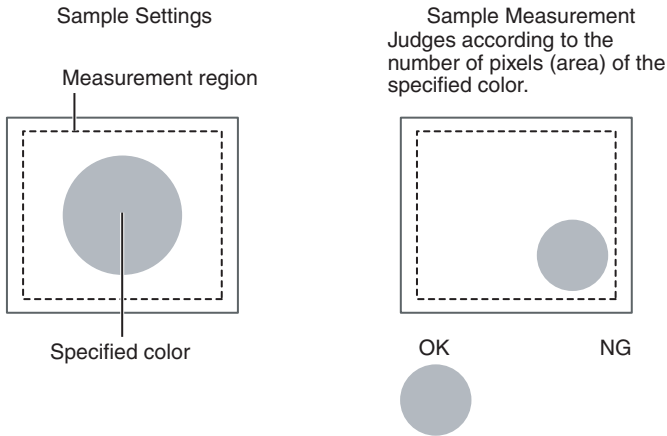 Sample Settings
Measurement region
Specified color
Sample Measurement
Judges according to the
number of pixels (area) of the
specified color.
OK
NG